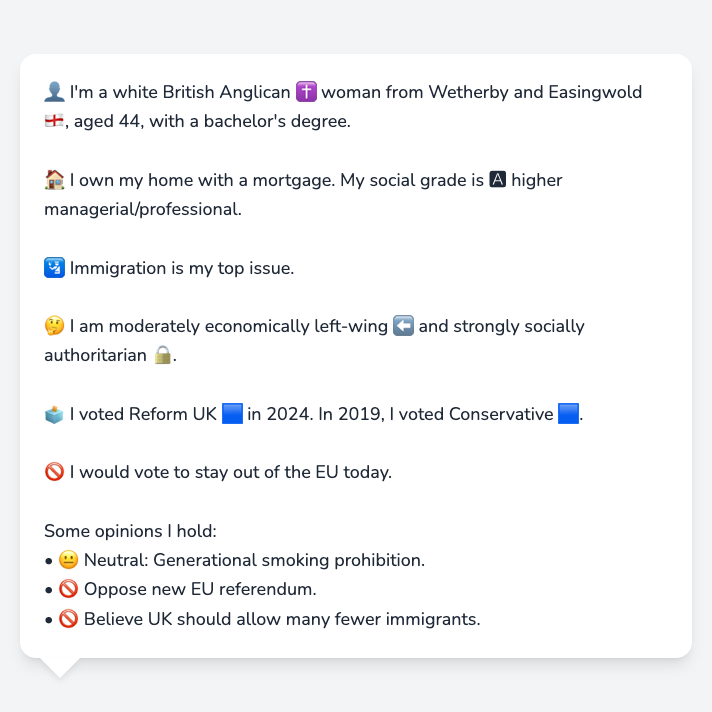 👤 I'm a white British Anglican ✝️ woman from Wetherby and Easingwold
🏴󠁧󠁢󠁥󠁮󠁧󠁿, aged 44, with a bachelor's degree.
🏠 I own my home with a mortgage. My social grade is 🅰 higher
managerial/professional.
🛂 Immigration is my top issue.
🤔 I am moderately economically left-wing ⬅️ and strongly socially
authoritarian 🔒.
🗳️ I voted Reform UK 🟦 in 2024. In 2019, I voted Conservative 🟦.
🚫 I would vote to stay out of the EU today.
Some opinions I hold:
• 😐 Neutral: Generational smoking prohibition.
• 🚫 Oppose new EU referendum.
• 🚫 Believe UK should allow many fewer immigrants.